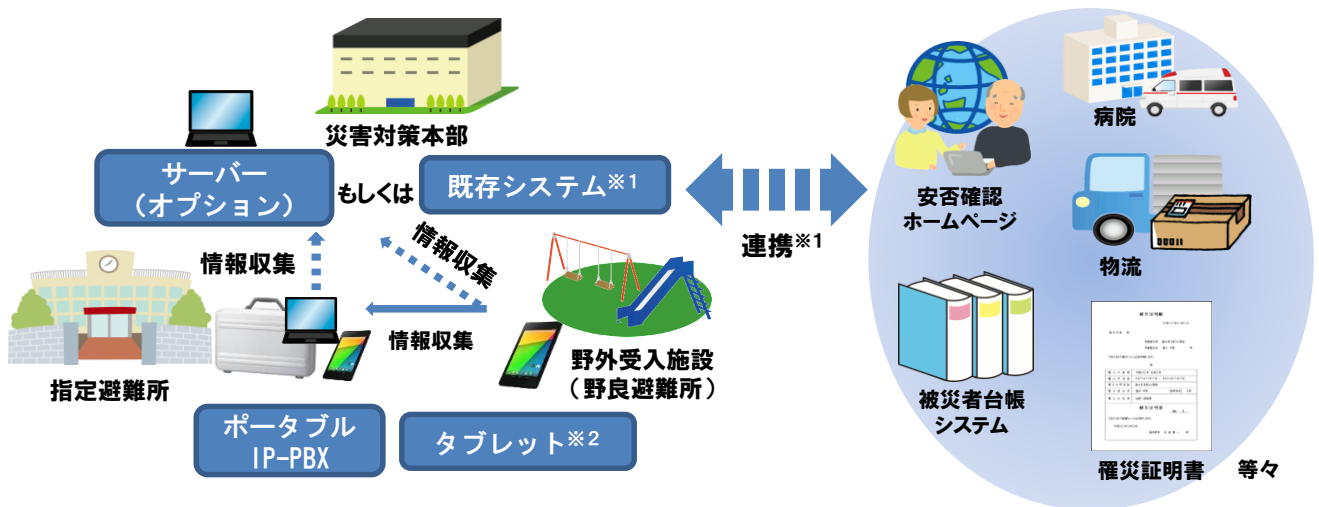 災害対策本部
サーバー
(オプション)
もしくは
既存システム※1
情報収集
情報収集
情報収集
指定避難所
野外受入施設
(野良避難所)
ポータブル
IP-PBX
タブレット※2
連携※1
安否確認
ホームページ
病院
物流
被災者台帳
システム
罹災証明書
等々